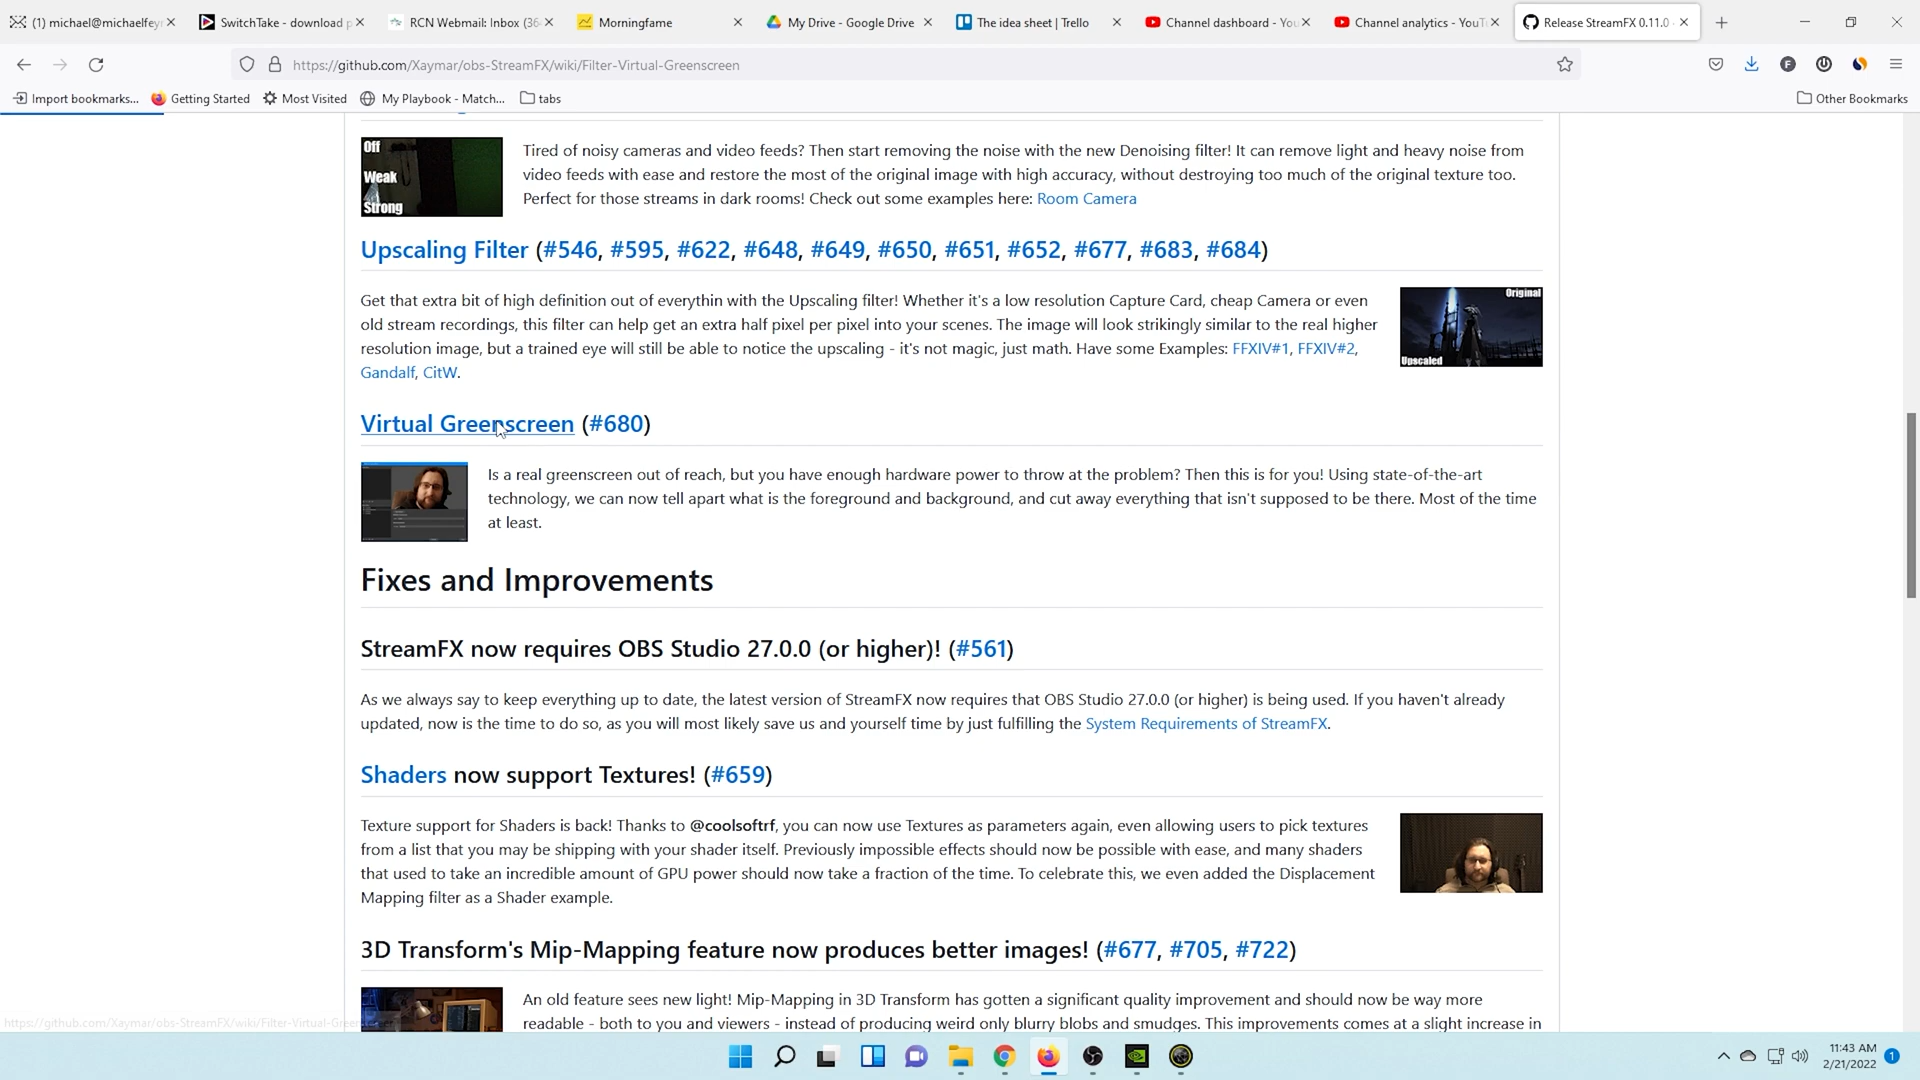 (1) michael@michaelfey
SwitchTake - download p
RCN Webmail: Inbox (36
Morningfame
My Drive - Google Drive
The idea sheet | Trello
Channel dashboard - You
Channel analytics - YouT
Release StreamFX 0.11.0 -
https://github.com/Xaymar/obs-StreamFX/wiki/Filter-Virtual-Greenscreen
Import bookmarks...
Getting Started
Most Visited
My Playbook - Match...
tabs
Other Bookmarks
Off
Weak
Strong
Tired of noisy cameras and video feeds? Then start removing the noise with the new Denoising filter! It can remove light and heavy noise from
video feeds with ease and restore the most of the original image with high accuracy, without destroying too much of the original texture too.
Perfect for those streams in dark rooms! Check out some examples here: Room Camera
Upscaling Filter (#546, #595, #622, #648, #649, #650, #651, #652, #677, #683, #684)
Get that extra bit of high definition out of everythin with the Upscaling filter! Whether it's a low resolution Capture Card, cheap Camera or even
old stream recordings, this filter can help get an extra half pixel per pixel into your scenes. The image will look strikingly similar to the real higher
resolution image, but a trained eye will still be able to notice the upscaling - it's not magic, just math. Have some Examples: FFXIV#1, FFXIV#2,
Gandalf, CitW.
Original
Upscaled
Virtual Greenscreen (#680)
Is a real greenscreen out of reach, but you have enough hardware power to throw at the problem? Then this is for you! Using state-of-the-art
technology, we can now tell apart what is the foreground and background, and cut away everything that isn't supposed to be there. Most of the time
at least.
Fixes and Improvements
StreamFX now requires OBS Studio 27.0.0 (or higher)! (#561)
As we always say to keep everything up to date, the latest version of StreamFX now requires that OBS Studio 27.0.0 (or higher) is being used. If you haven't already
updated, now is the time to do so, as you will most likely save us and yourself time by just fulfilling the System Requirements of StreamFX.
Shaders now support Textures! (#659)
Texture support for Shaders is back! Thanks to @coolsoftrf, you can now use Textures as parameters again, even allowing users to pick textures
from a list that you may be shipping with your shader itself. Previously impossible effects should now be possible with ease, and many shaders
that used to take an incredible amount of GPU power should now take a fraction of the time. To celebrate this, we even added the Displacement
Mapping filter as a Shader example.
3D Transform's Mip-Mapping feature now produces better images! (#677, #705, #722)
An old feature sees new light! Mip-Mapping in 3D Transform has gotten a significant quality improvement and should now be way more
readable - both to you and viewers - instead of producing weird only blurry blobs and smudges. This improvements comes at a slight increase in
https://github.com/Xaymar/obs-StreamFX/wiki/Filter-Virtual-Gre
11:43 AM
2/21/2022
1